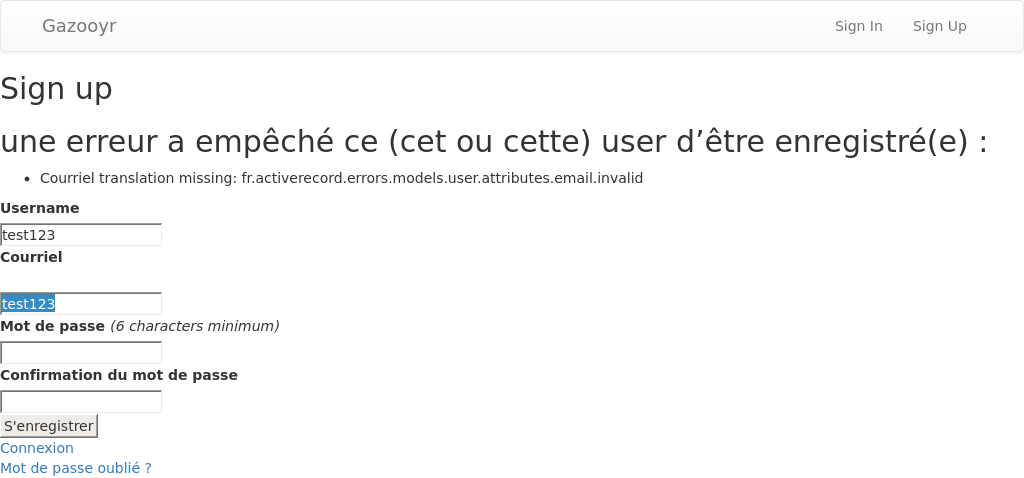 Gazooyr Sign In Sign Up
Sign up
une erreur a empêché ce (cet ou cette) user d’être enregistré(e) :
• Courriel translation missing: fr.activerecord.errors.models.user.attributes.email.invalid
Username
test123
Courriel
test123
Mot de passe (6 characters minimum)
Confirmation du mot de passe
S'enregistrer
Connexion
Mot de passe oublié ?